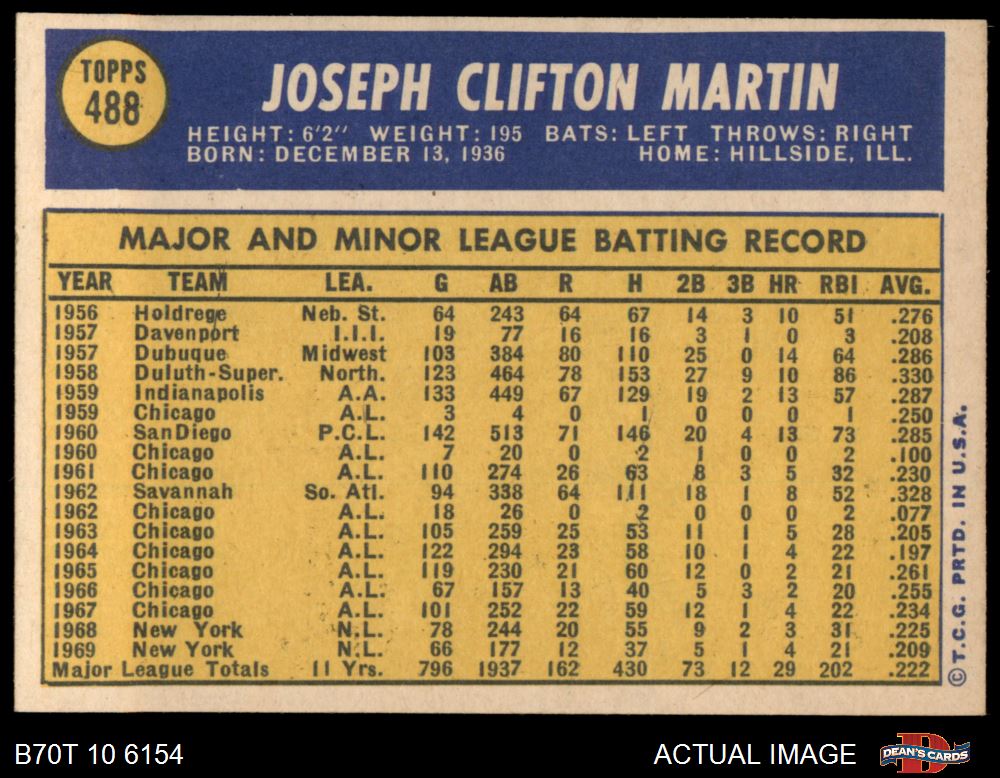 TOPPS
488
JOSEPH CLIFTON MARTIN
HEIGHT: 6'2" WEIGHT: 195 BATS: LEFT THROWS: RIGHT
BORN: DECEMBER 13, 1936 HOME: HILLSIDE, ILL.
MAJOR AND MINOR LEAGUE BATTING RECORD
YEAR TEAM LEA. G AB R H 2B 3B HR RBI AVG.
1956 Holdrege Neb. St. 64 243 64 67 14 3 10 51 .276
1957 Davenport I.I.I. 19 77 16 16 3 1 0 3 .208
1957 Dubuque Midwest 103 384 80 110 25 0 14 64 .286
1958 Duluth-Super. North. 123 464 78 153 27 9 10 86 .330
1959 Indianapolis A.A. 133 449 67 129 19 2 13 57 .287
1959 Chicago A.L. 3 4 0 1 0 0 0 1 .250
1960 San Diego P.C.L. 142 513 71 146 20 4 13 73 .285
1960 Chicago A.L. 7 20 0 2 1 0 0 2 .100
1961 Chicago A.L. 110 274 26 63 8 3 5 32 .230
1962 Savannah So. Atl. 94 338 64 111 18 1 8 52 .328
1962 Chicago A.L. 18 26 0 2 0 0 0 2 .077
1963 Chicago A.L. 105 259 25 53 11 1 5 28 .205
1964 Chicago A.L. 122 294 23 58 10 1 4 22 .197
1965 Chicago A.L. 119 230 21 60 12 0 2 21 .261
1966 Chicago A.L. 67 157 13 40 5 3 2 20 .255
1967 Chicago A.L. 101 252 22 59 12 1 4 22 .234
1968 New York N.L. 78 244 20 55 9 2 3 31 .225
1969 New York N.L. 66 177 12 37 5 1 4 21 .209
Major League Totals 11 Yrs. 796 1937 162 430 73 12 29 202 .222
©T.C.G. PRTD. IN U.S.A.
B70T 10 6154
ACTUAL IMAGE
DEAN'S CARDS